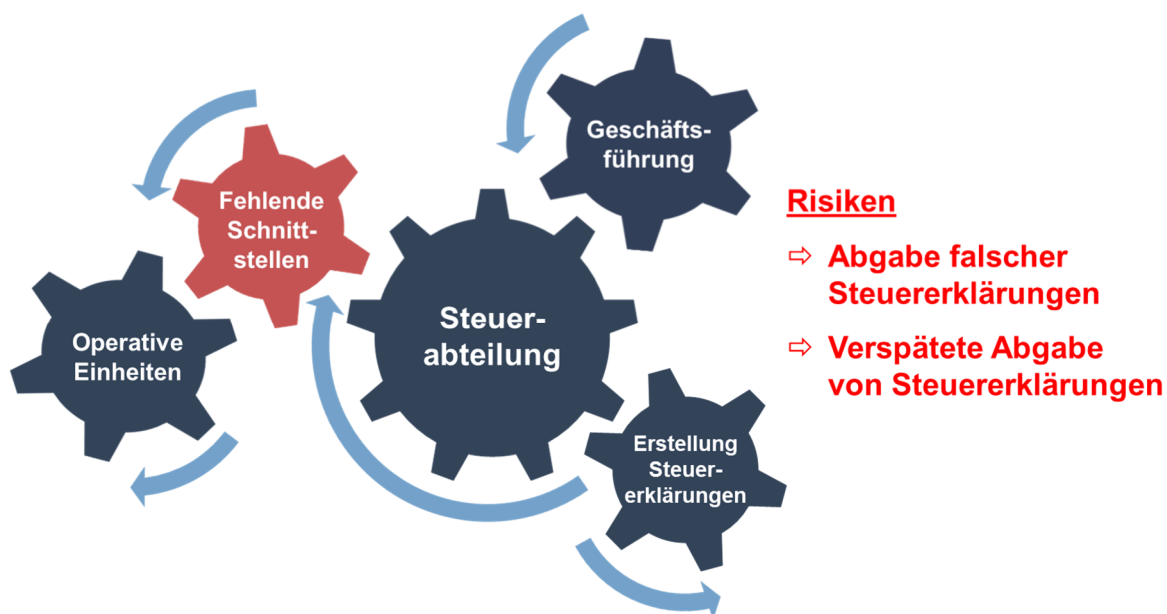 Geschäfts-
führung
Fehlende
Schnitt-
stellen
Steuer-
abteilung
Operative
Einheiten
Erstellung
Steuer-
erklärungen
Risiken
⇨ Abgabe falscher
Steuererklärungen
⇨ Verspätete Abgabe
von Steuererklärungen